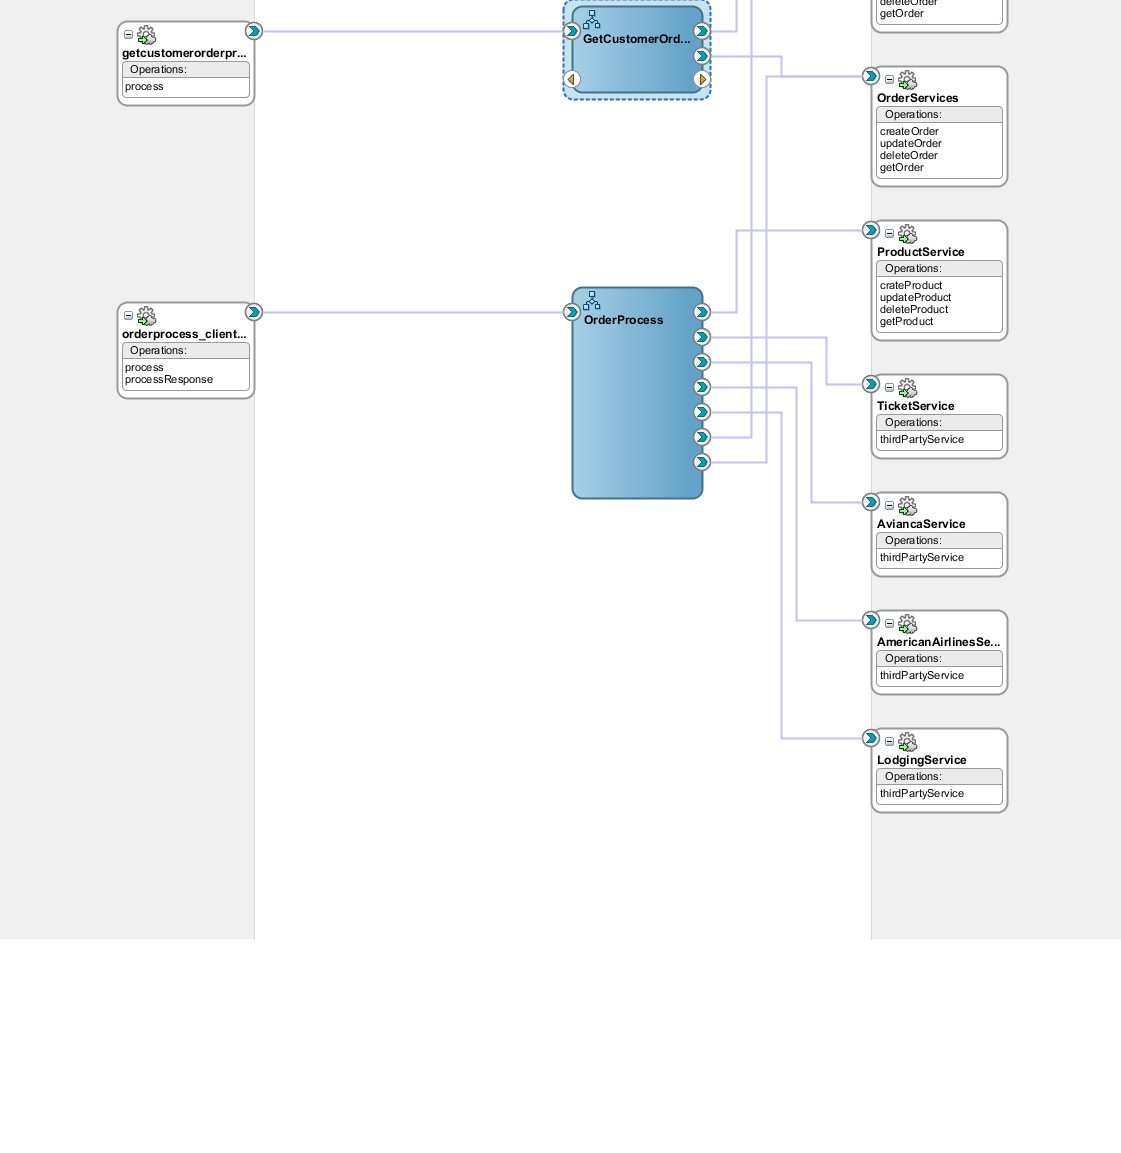 getcustomerorderpr...
Operations:
process
orderprocess_client...
Operations:
process
processResponse
GetCustomerOrd...
OrderProcess
deleteOrder
getOrder
OrderServices
Operations:
createOrder
updateOrder
deleteOrder
getOrder
ProductService
Operations:
crateProduct
updateProduct
deleteProduct
getProduct
TicketService
Operations:
thirdPartyService
AviancaService
Operations:
thirdPartyService
AmericanAirlinesSe...
Operations:
thirdPartyService
LodgingService
Operations:
thirdPartyService